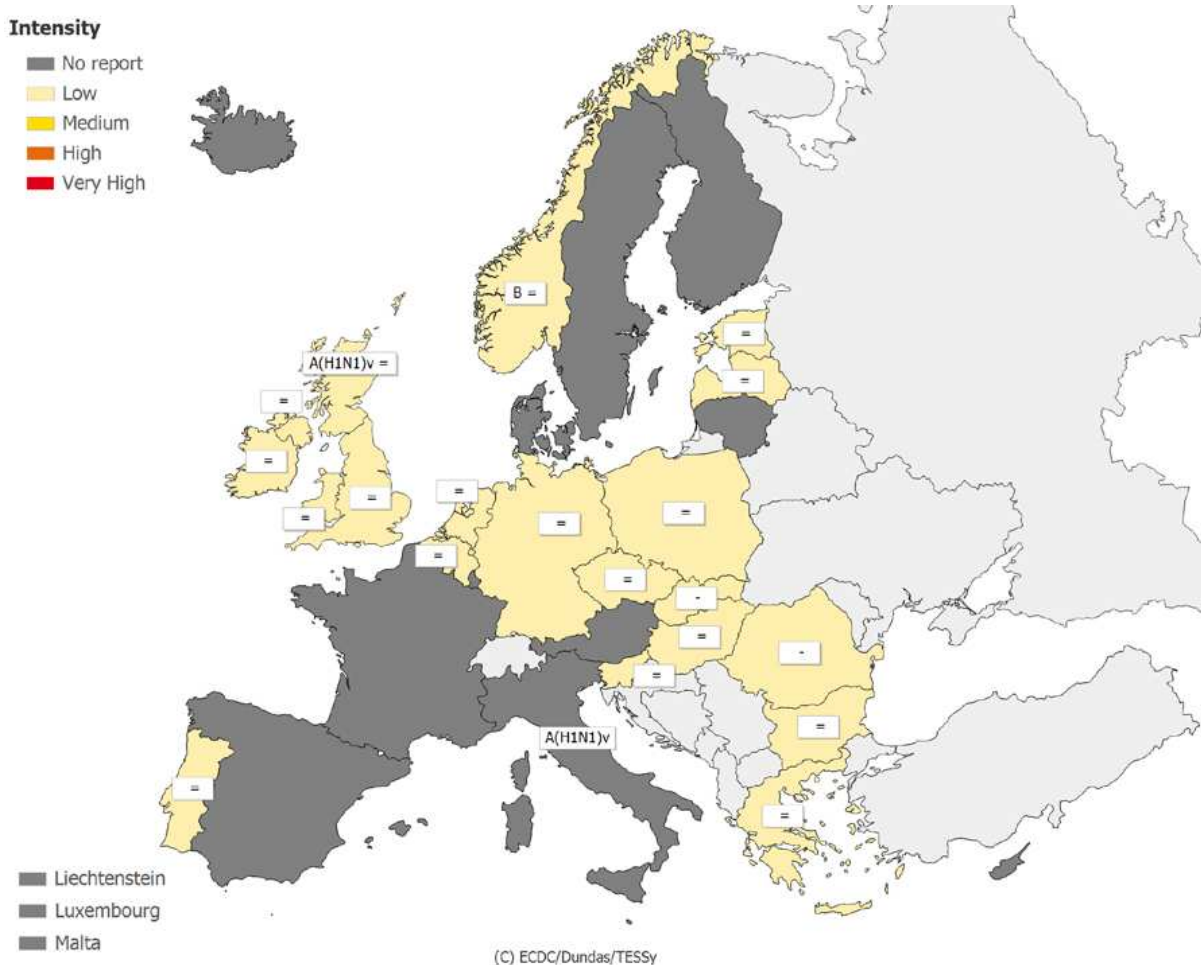 Intensity
No report
Low
Medium
High
Very High
B =
=
A(H1N1)v =
=
=
=
=
=
=
=
=
=
=
-
=
-
=
=
A(H1N1)v
=
=
Liechtenstein
Luxembourg
Malta
(C) ECDC/Dundas/TESSy